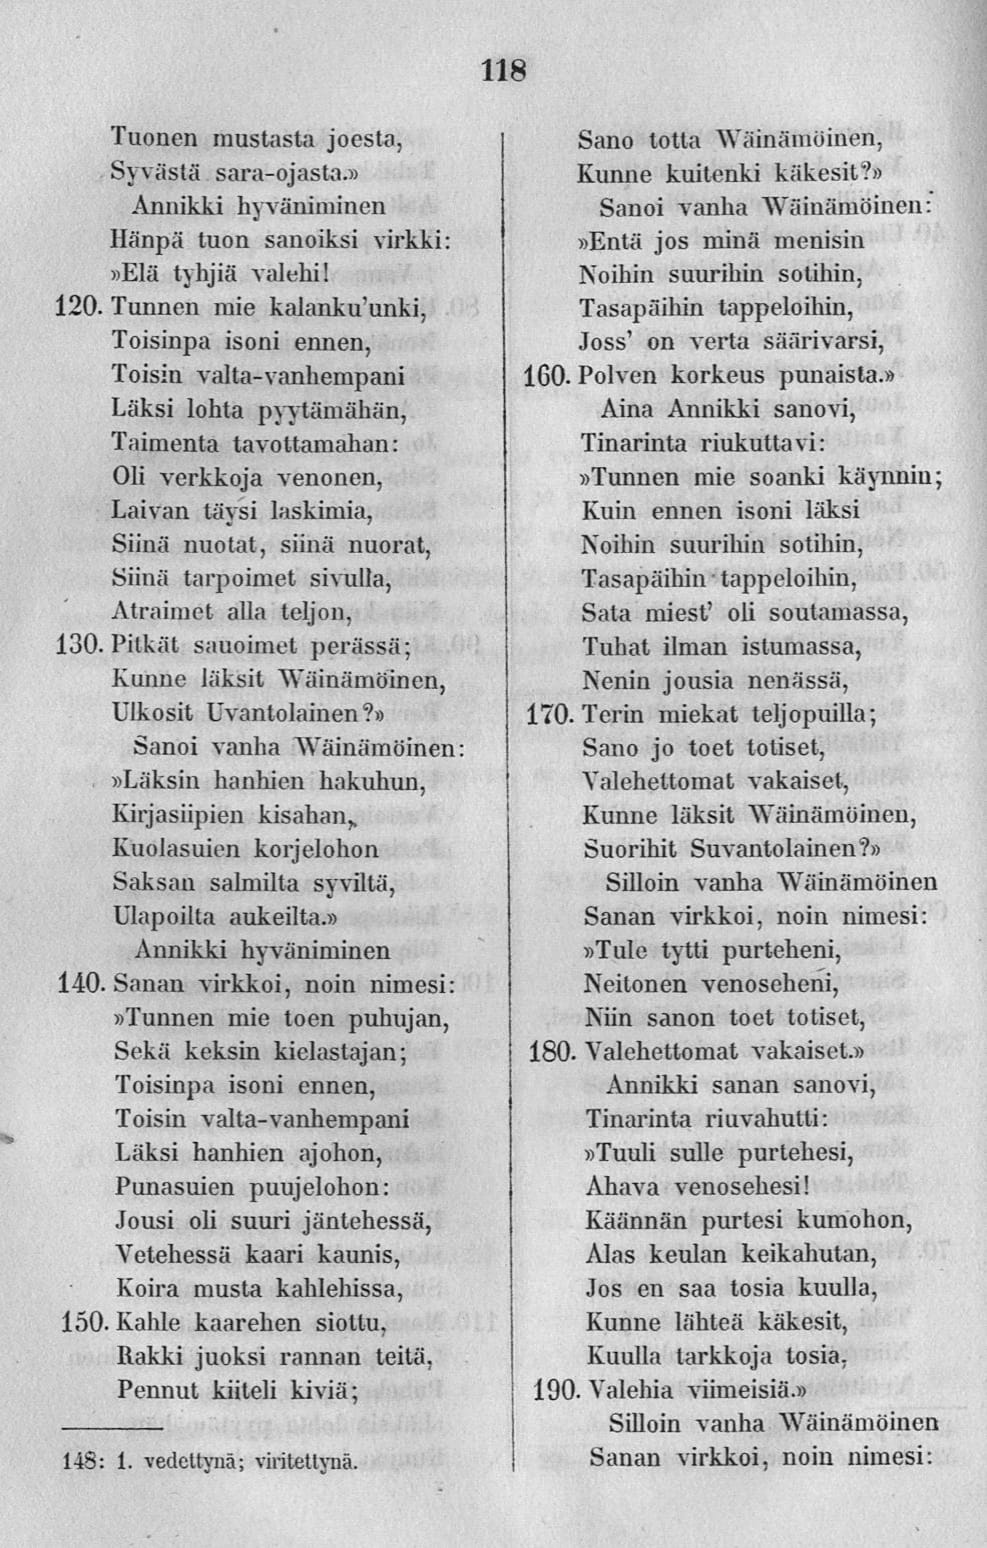 118
Tuonen mustasta joesta,
Syvästä sara-ojasta.»
Annikki hyväniminen
Hänpä tuon sanoiksi virkki:
»Elä tyhjiä valehi!
120. Tunnen mie kalanku'unki,
Toisinpa isoni ennen,
Toisin valta-vanhempani
Läksi lohta pyytämähän,
Taimenta tavottamahan:
Oli verkkoja venonen,
Laivan täysi laskimia,
Siinä nuotat, siinä nuorat,
Siinä tarpoimet sivulla,
Atraimet alla teljon,
130. Pitkät sauoimet perässä;
Kunne läksit Wäinämöinen,
Ulkosit Uvantolainen?»
Sanoi vanha Wäinämöinen:
»Läksin hanhien hakuhun,
Kirjasiipien kisahan,
Kuolasuien korjelohon
Saksan salmilta syviltä,
Ulapoilta aukeilta.»
Annikki hyväniminen
140. Sanan virkkoi, noin nimesi:
»Tunnen mie toen puhujan,
Sekä keksin kielastajan;
Toisinpa isoni ennen,
Toisin valta-vanhempani
Läksi hanhien ajohon,
Punasuien puujelohon:
Jousi oli suuri jäntehessä,
Vetehessä kaari kaunis,
Koira musta kahlehissa,
150. Kahle kaarehen siottu,
Rakki juoksi rannan teitä,
Pennut kiiteli kiviä;
148: 1. vedettynä; viritettynä.
Sano totta Wäinämöinen,
Kunne kuitenki käkesit?»
Sanoi vanha Wäinämöinen:
»Entä jos minä menisin
Noihin suurihin sotihin,
Tasapäihin tappeloihin,
Joss' on verta säärivarsi,
160. Polven korkeus punaista.»
Aina Annikki sanovi,
Tinarinta riukuttavi:
»Tunnen mie soanki käynnin;
Kuin ennen isoni läksi
Noihin suurihin sotihin,
Tasapäihin tappeloihin,
Sata miest' oli soutamassa,
Tuhat ilman istumassa,
Nenin jousia nenässä,
170. Terin miekat teljopuilla;
Sano jo toet totiset,
Valehettomat vakaiset,
Kunne läksit Wäinämöinen,
Suorihit Suvantolainen?»
Silloin vanha Wäinämöinen
Sanan virkkoi, noin nimesi:
»Tule tytti purteheni,
Neitonen venoseheni,
Niin sanon toet totiset,
180. Valehettomat vakaiset.»
Annikki sanan sanovi,
Tinarinta riuvahutti:
»Tuuli sulle purtehesi,
Ahava venosehesi!
Käännän purtesi kumohon,
Alas keulan keikahutan,
Jos en saa tosia kuulla,
Kunne lähteä käkesit,
Kuulla tarkkoja tosia,
190. Valehia viimeisiä.»
Silloin vanha Wäinämöinen
Sanan virkkoi, noin nimesi: